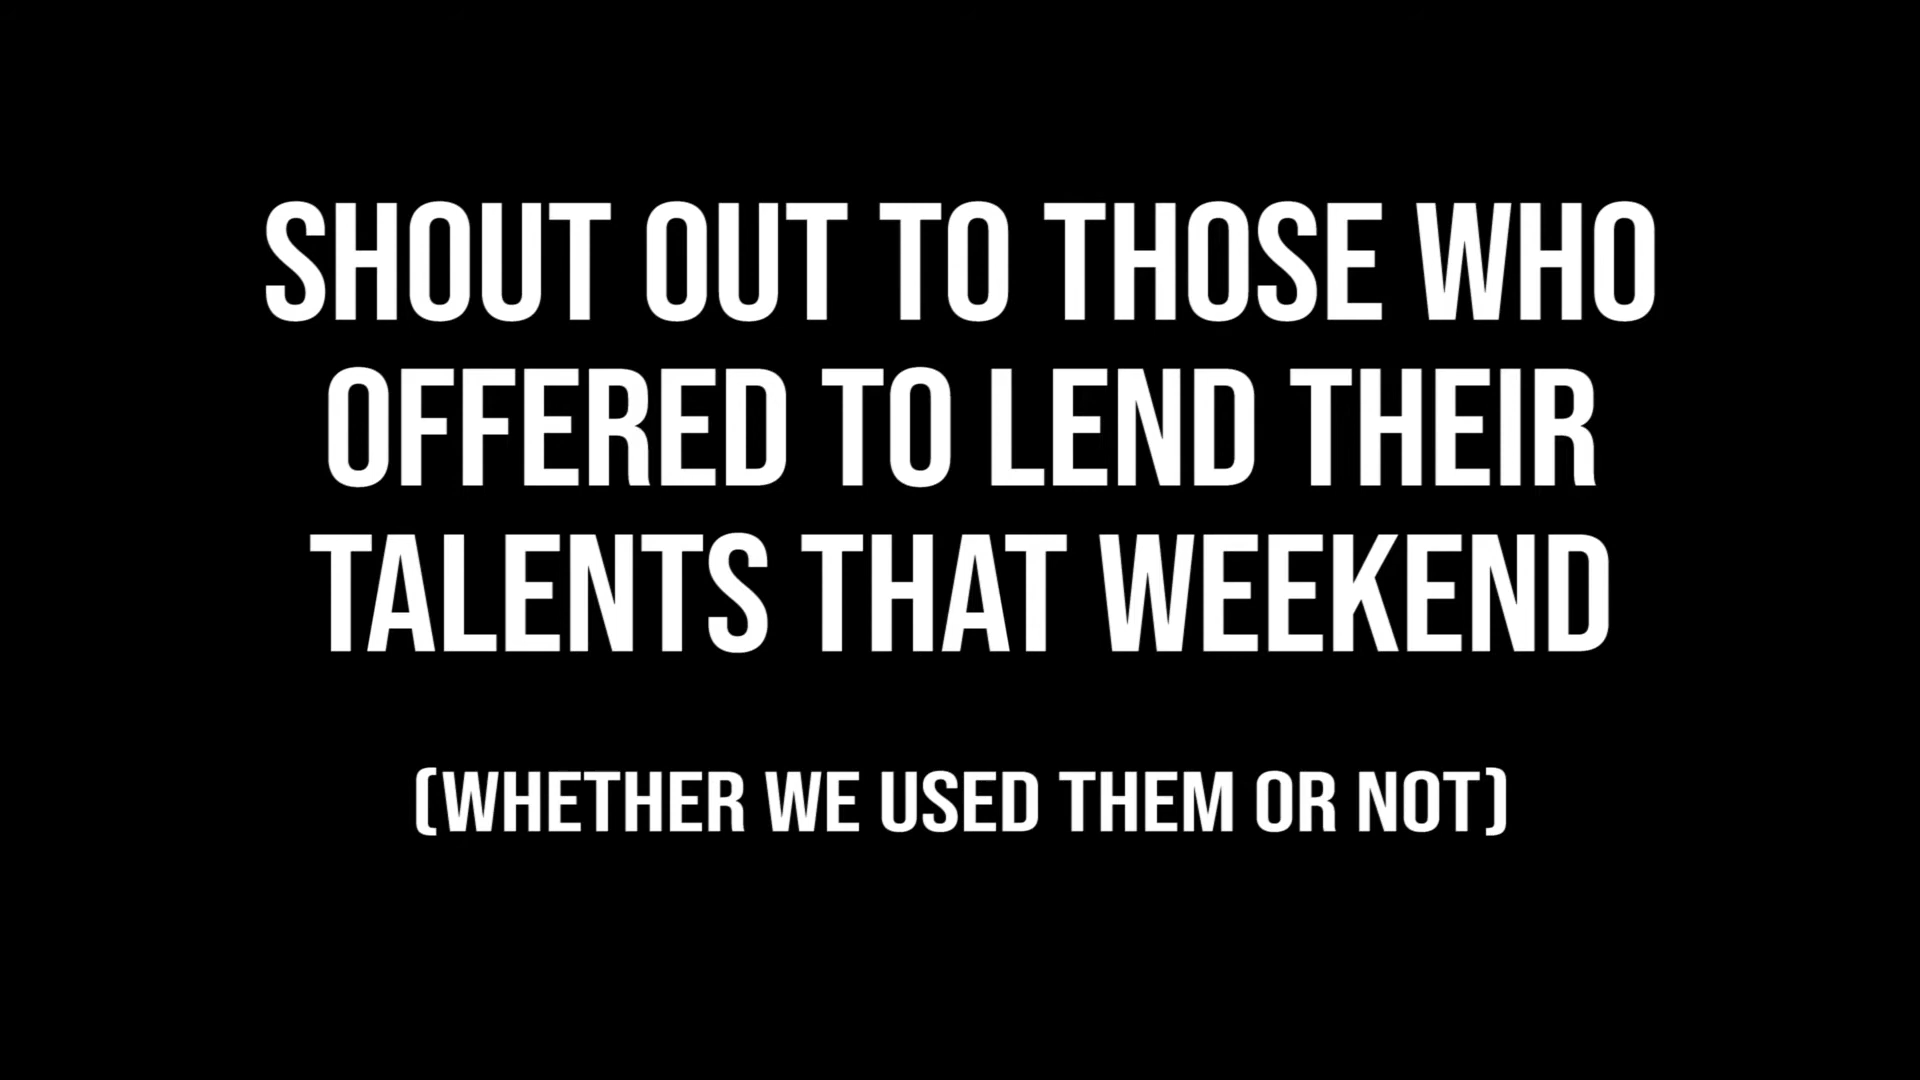 SHOUT OUT TO THOSE WHO
OFFERED TO LEND THEIR
TALENTS THAT WEEKEND
(WHETHER WE USED THEM OR NOT)